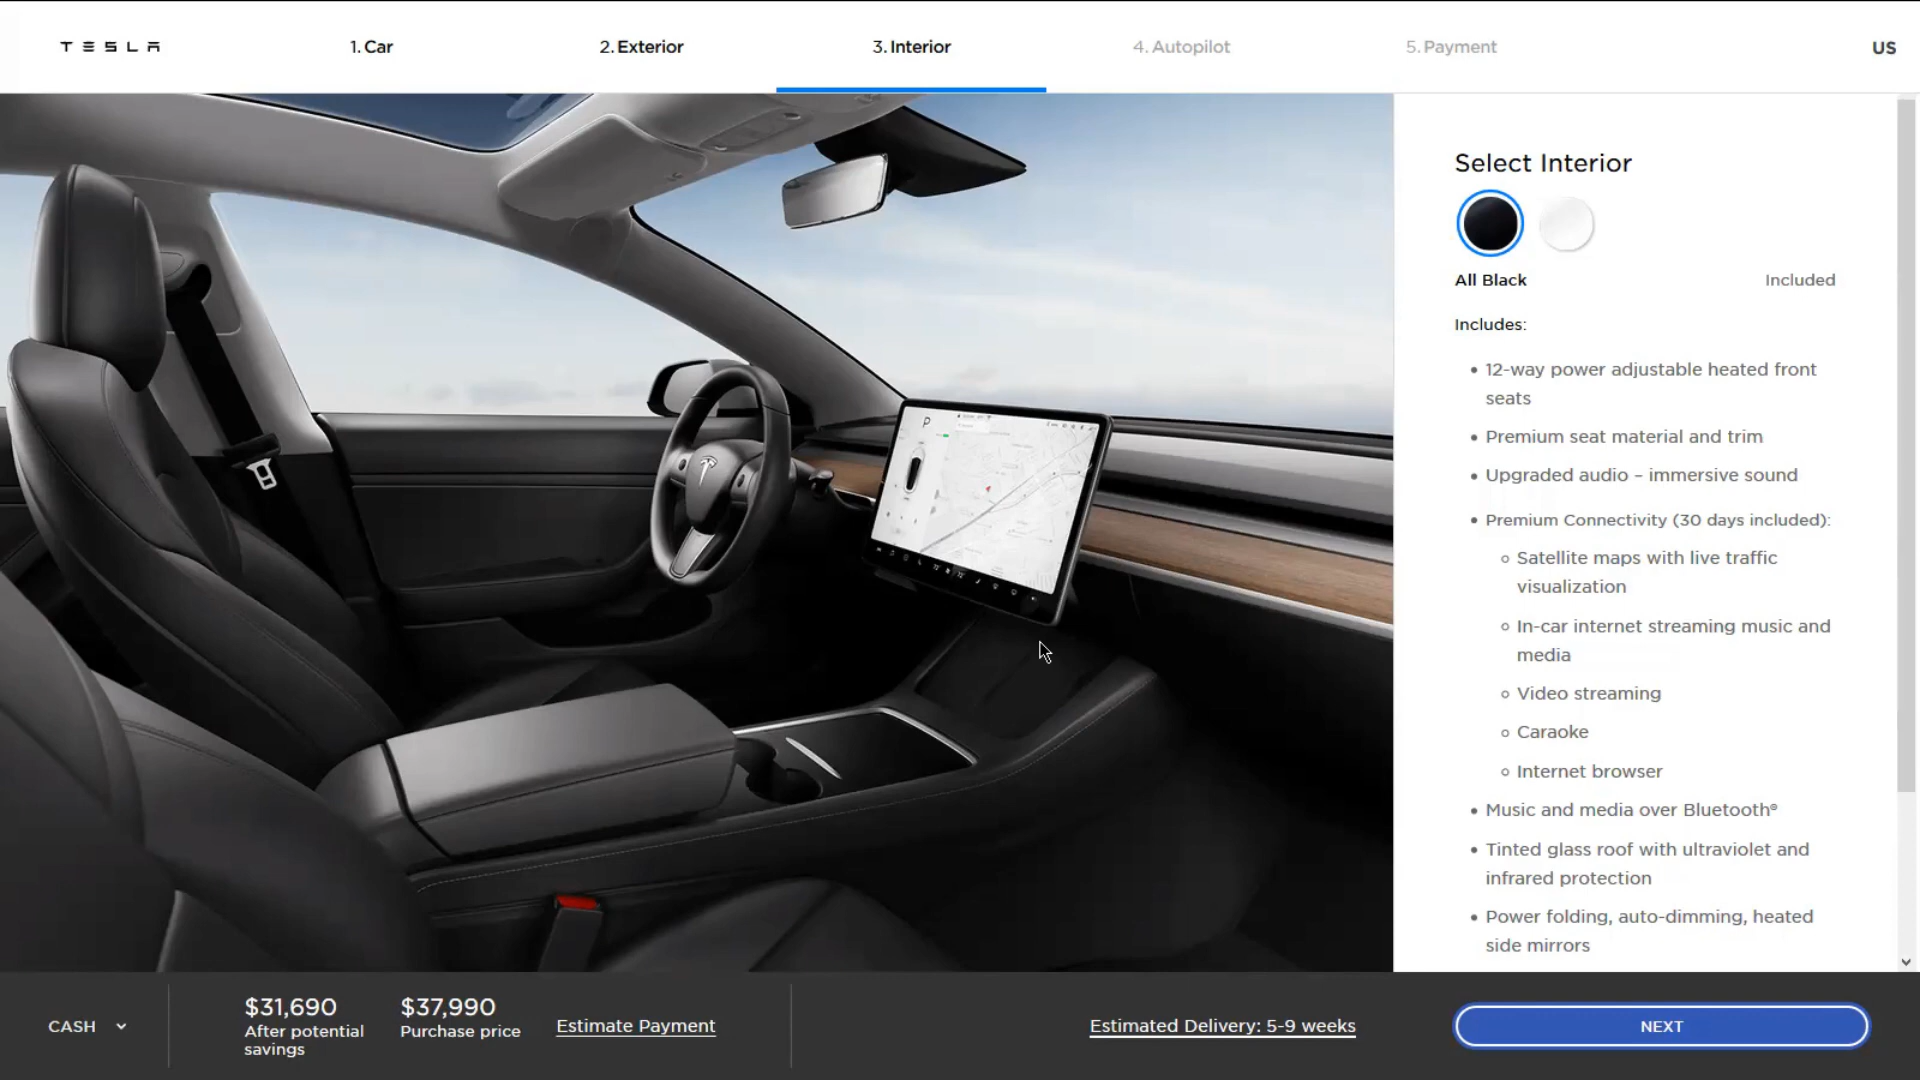 TESLA
1. Car
2. Exterior
3. Interior
4. Autopilot
5. Payment
US
Select Interior
All Black
Included
Includes:
• 12-way power adjustable heated front
seats
• Premium seat material and trim
• Upgraded audio – immersive sound
• Premium Connectivity (30 days included):
○ Satellite maps with live traffic
visualization
○ In-car internet streaming music and
media
○ Video streaming
○ Caraoke
○ Internet browser
• Music and media over Bluetooth®
• Tinted glass roof with ultraviolet and
infrared protection
• Power folding, auto-dimming, heated
side mirrors
P
CASH
$31,690
After potential
savings
$37,990
Purchase price
Estimate Payment
Estimated Delivery: 5-9 weeks
NEXT